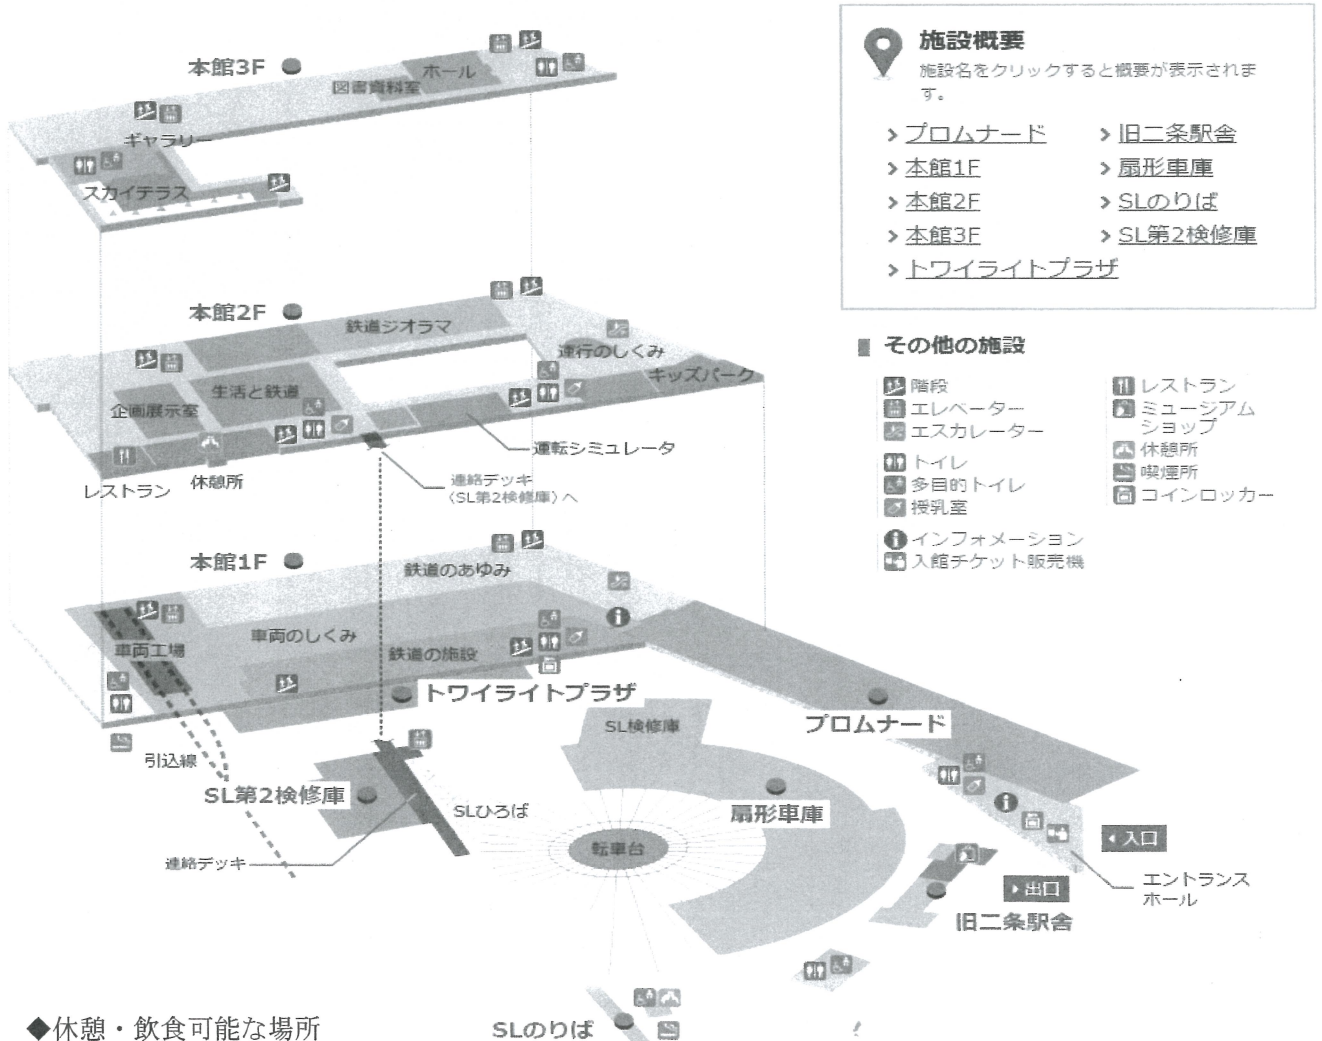 本館3F
ホール
図書資料室
ギャラリー
スカイテラス
施設概要
施設名をクリックすると概要が表示されま
す。
プロムナード
旧二条駅舎
本館1F
扇形車庫
本館2F
SLのりば
本館3F
SL第2検修庫
トワイライトプラザ
本館2F
鉄道ジオラマ
運行のしくみ
キッズパーク
生活と鉄道
企画展示室
運転シミュレータ
レストラン
休憩所
連絡デッキ
〈SL第2検修庫〉へ
その他の施設
階段
エレベーター
エスカレーター
トイレ
多目的トイレ
授乳室
インフォメーション
入館チケット販売機
レストラン
ミュージアム
ショップ
休憩所
喫煙所
コインロッカー
本館1F
鉄道のあゆみ
車両のしくみ
車両工場
鉄道の施設
トワイライトプラザ
プロムナード
SL検修庫
引込線
SL第2検修庫
SLひろば
扇形車庫
転車台
連絡デッキ
入口
エントランス
ホール
出口
旧二条駅舎
SLのりば
◆休憩・飲食可能な場所